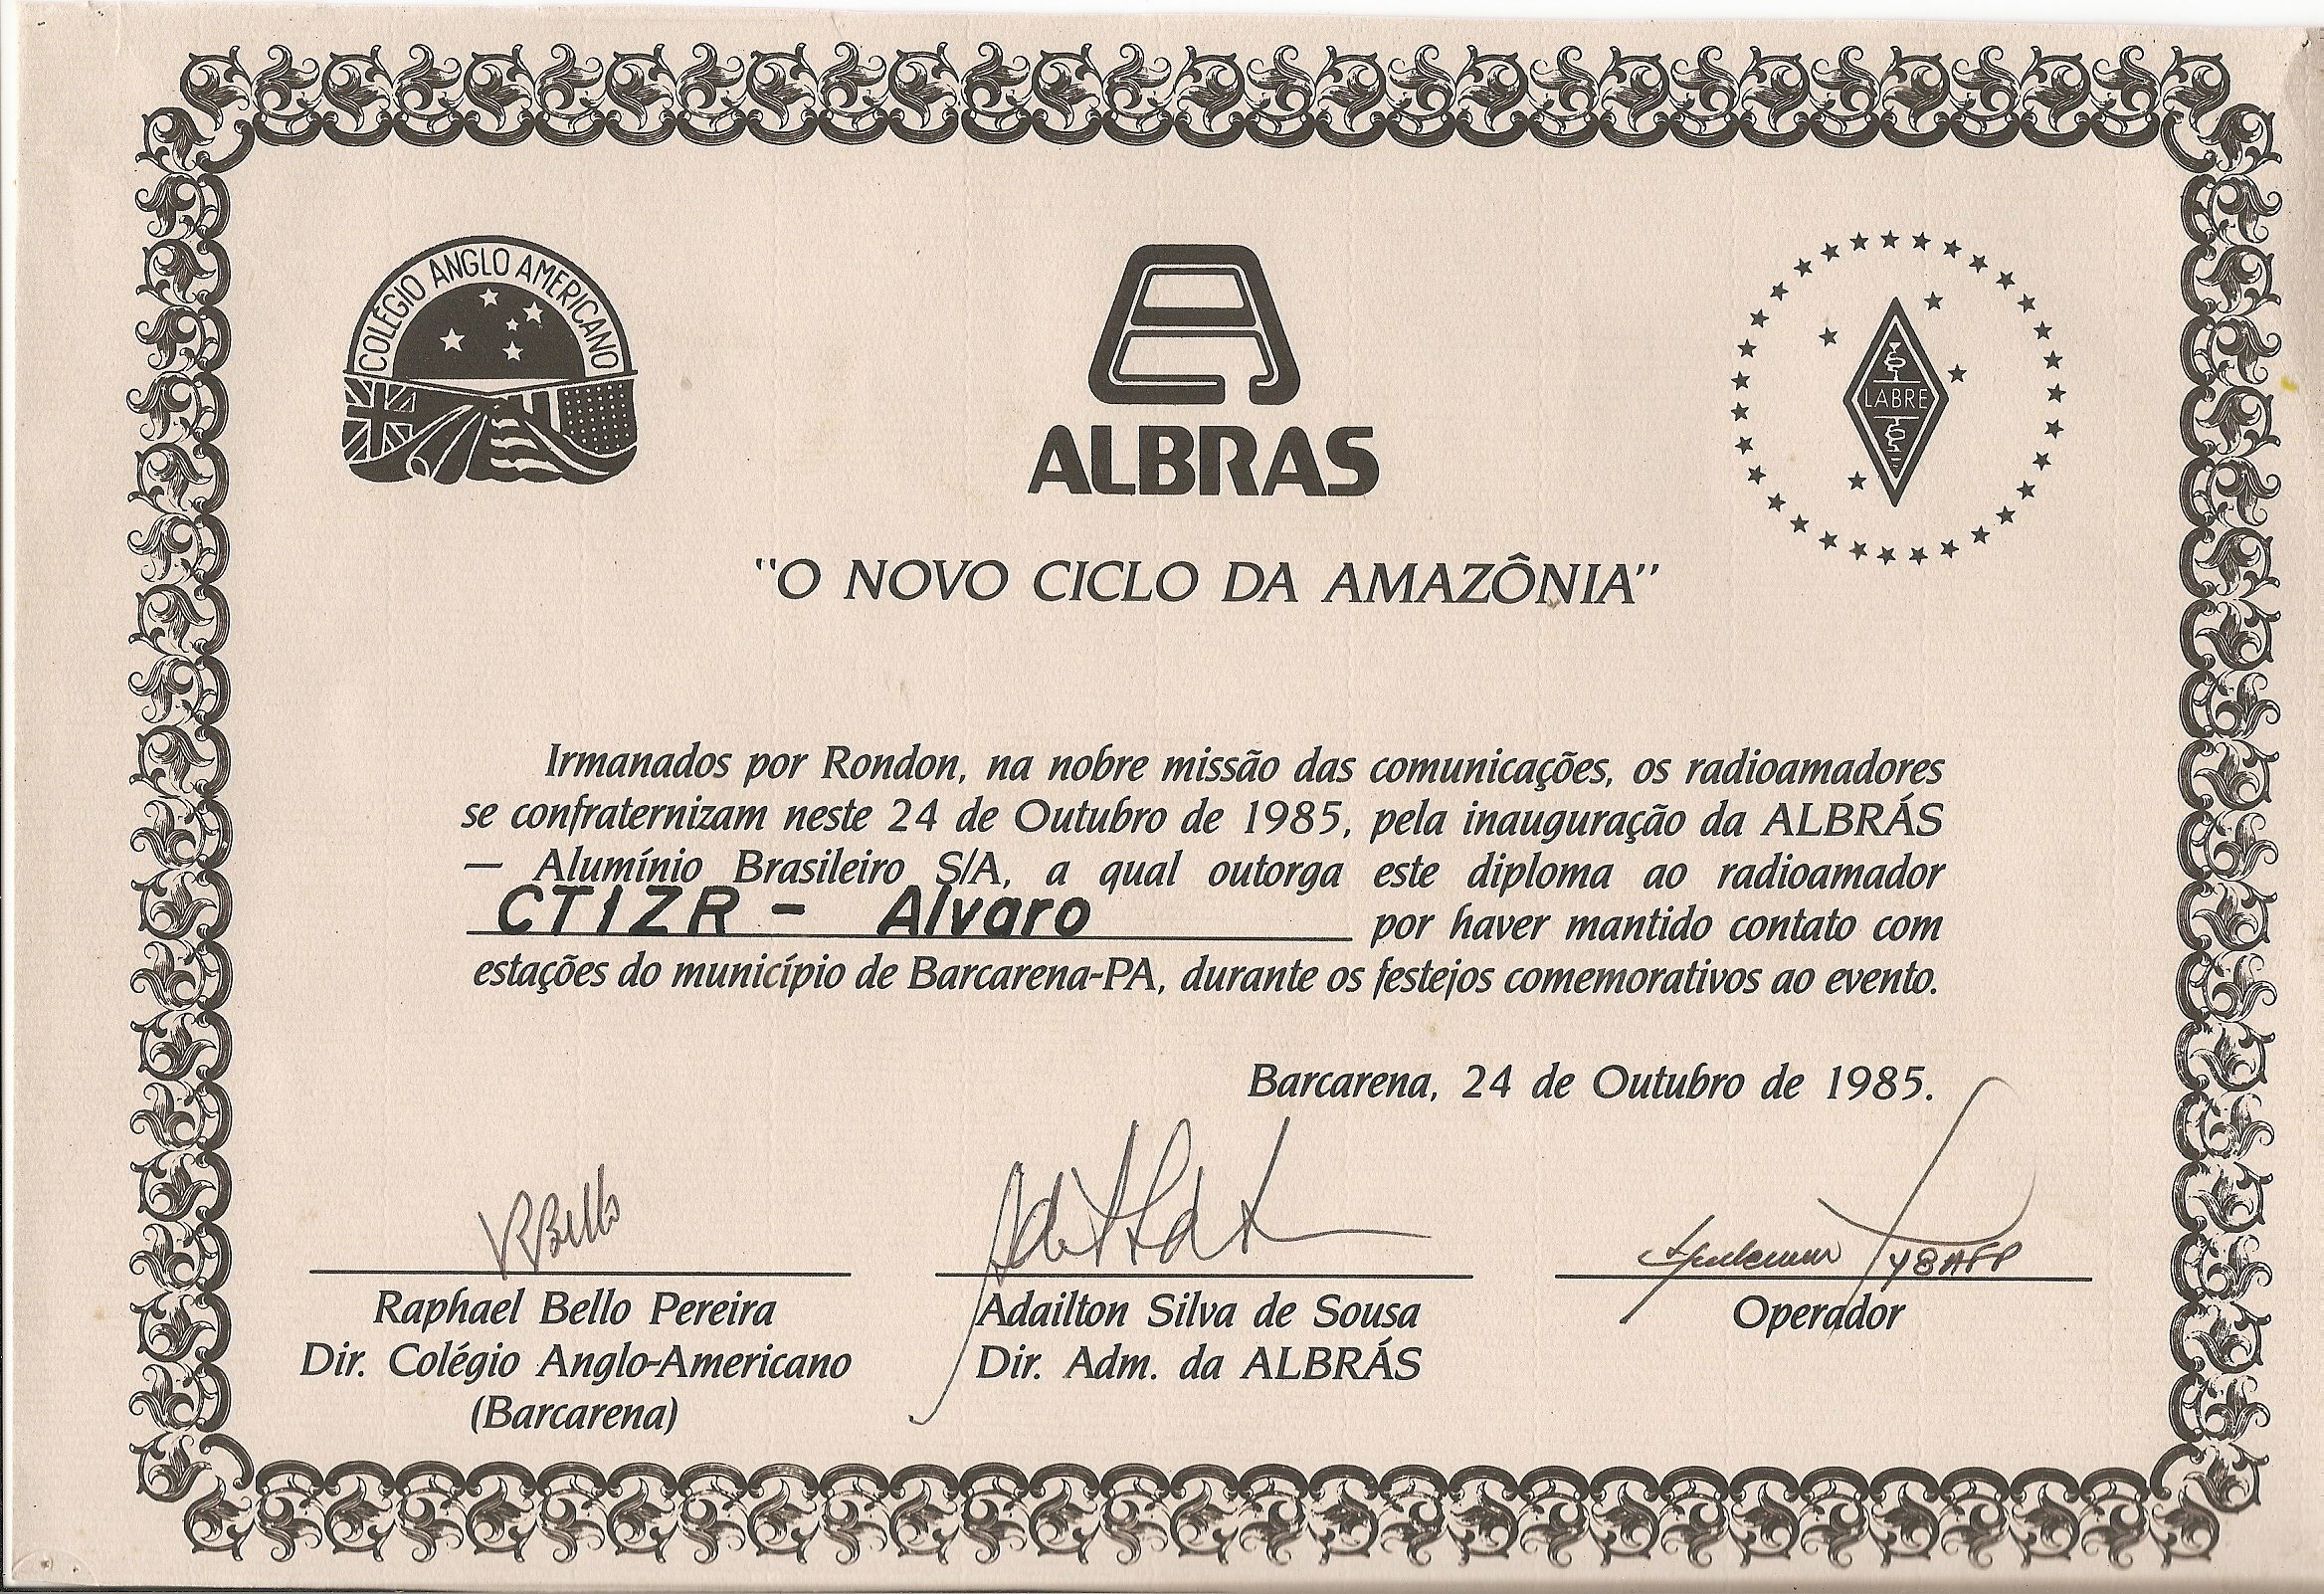 COLÉGIO ANGLO AMERICANO
ALBRAS
LABRE
"O NOVO CICLO DA AMAZÔNIA"
Irmanados por Rondon, na nobre missão das comunicações, os radioamadores
se confraternizam neste 24 de Outubro de 1985, pela inauguração da ALBRÁS
— Alumínio Brasileiro S/A, a qual outorga este diploma ao radioamador
CT1ZR - Alvaro por haver mantido contato com
estações do município de Barcarena-PA, durante os festejos comemorativos ao evento.
Barcarena, 24 de Outubro de 1985.
RBello
Raphael Bello Pereira
Dir. Colégio Anglo-Americano
(Barcarena)
Adailton Silva de Sousa
Dir. Adm. da ALBRÁS
Operador